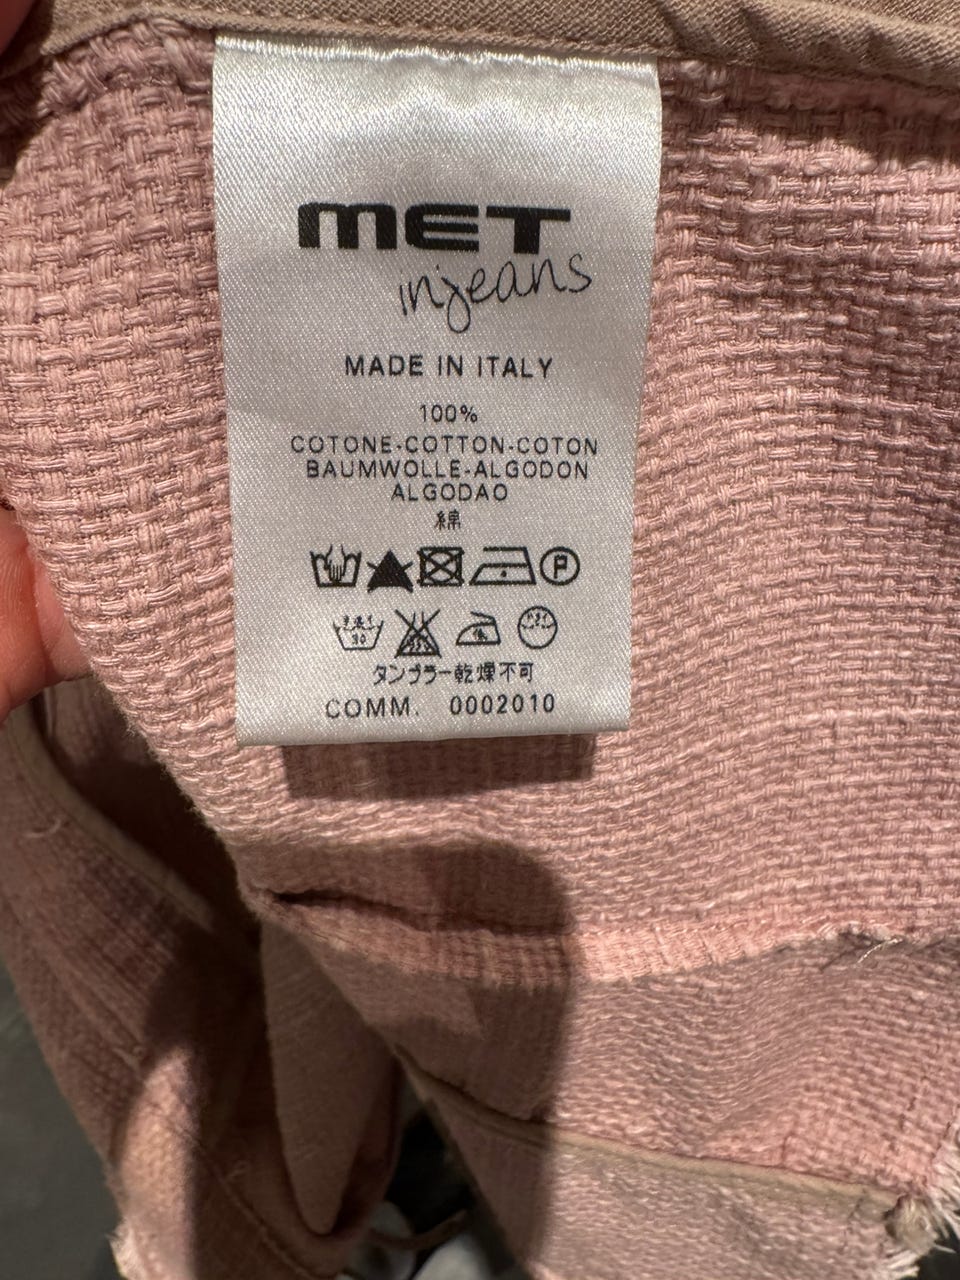 MET
injeans
MADE IN ITALY
100%
COTONE-COTTON-COTON
BAUMWOLLE-ALGODON
ALGODAO
綿
P
30
タンブラー乾燥不可
COMM. 0002010